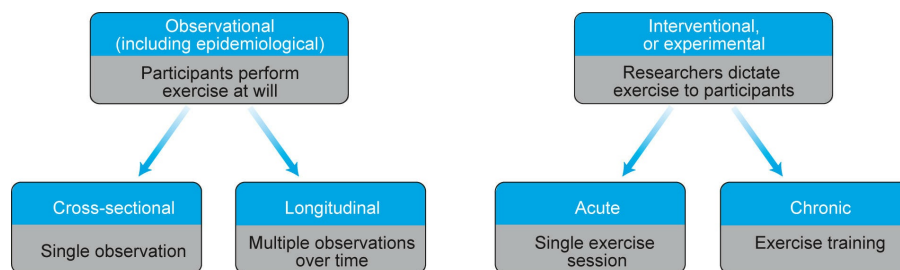 Observational
(including epidemiological)
Participants perform
exercise at will
Interventional,
or experimental
Researchers dictate
exercise to participants
Cross-sectional
Single observation
Longitudinal
Multiple observations
over time
Acute
Single exercise
session
Chronic
Exercise training